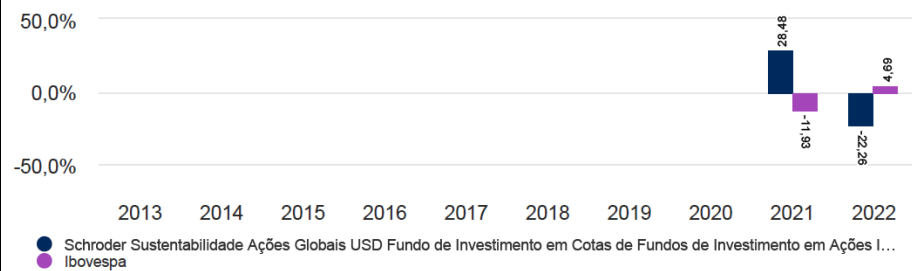 50,0%
0,0%
-50,0%
28,48
-11,93
-22,26
4,69
2013 2014 2015 2016 2017 2018 2019 2020 2021 2022
Schroder Sustentabilidade Ações Globais USD Fundo de Investimento em Cotas de Fundos de Investimento em Ações I...
Ibovespa